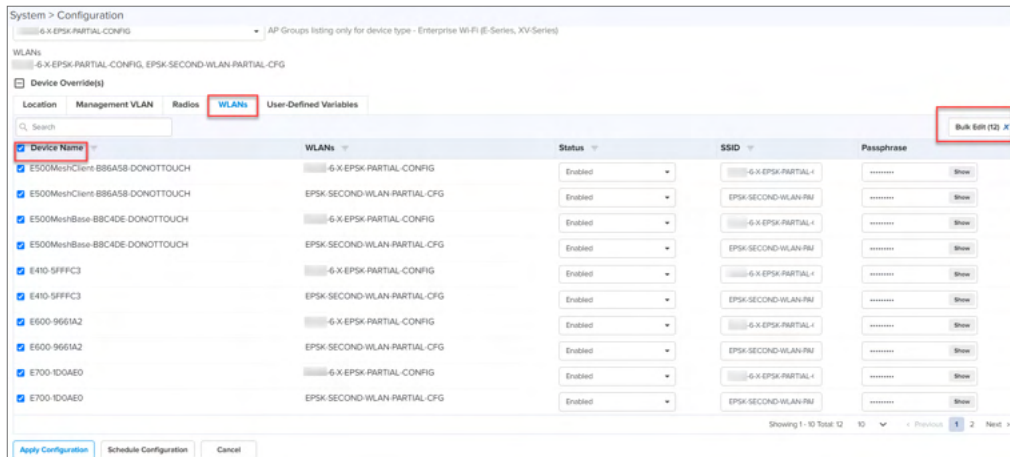 System > Configuration
-6-X-EPSK-PARTIAL-CONFIG AP Groups listing only for device type - Enterprise Wi-Fi (E-Series, XV-Series)
WLANs
-6-X-EPSK-PARTIAL-CONFIG, EPSK-SECOND-WLAN-PARTIAL-CFG
Device Override(s)
Location Management VLAN Radios WLANs User-Defined Variables
Search Bulk Edit (12) X
Device Name WLANs Status SSID Passphrase
E500MeshClient-B86A58-DONOTTOUCH -6-X-EPSK-PARTIAL-CONFIG Enabled -6-X-EPSK-PARTIAL- ········· Show
E500MeshClient-B86A58-DONOTTOUCH EPSK-SECOND-WLAN-PARTIAL-CFG Enabled EPSK-SECOND-WLAN-PAI ········· Show
E500MeshBase-B8C4DE-DONOTTOUCH -6-X-EPSK-PARTIAL-CONFIG Enabled -6-X-EPSK-PARTIAL- ········· Show
E500MeshBase-B8C4DE-DONOTTOUCH EPSK-SECOND-WLAN-PARTIAL-CFG Enabled EPSK-SECOND-WLAN-PAI ········· Show
E410-5FFFC3 -6-X-EPSK-PARTIAL-CONFIG Enabled -6-X-EPSK-PARTIAL- ········· Show
E410-5FFFC3 EPSK-SECOND-WLAN-PARTIAL-CFG Enabled EPSK-SECOND-WLAN-PAI ········· Show
E600-9661A2 -6-X-EPSK-PARTIAL-CONFIG Enabled -6-X-EPSK-PARTIAL- ········· Show
E600-9661A2 EPSK-SECOND-WLAN-PARTIAL-CFG Enabled EPSK-SECOND-WLAN-PAI ········· Show
E700-1D0AE0 -6-X-EPSK-PARTIAL-CONFIG Enabled -6-X-EPSK-PARTIAL- ········· Show
E700-1D0AE0 EPSK-SECOND-WLAN-PARTIAL-CFG Enabled EPSK-SECOND-WLAN-PAI ········· Show
Showing 1 - 10 Total: 12 10 < Previous 1 2 Next >
Apply Configuration Schedule Configuration Cancel